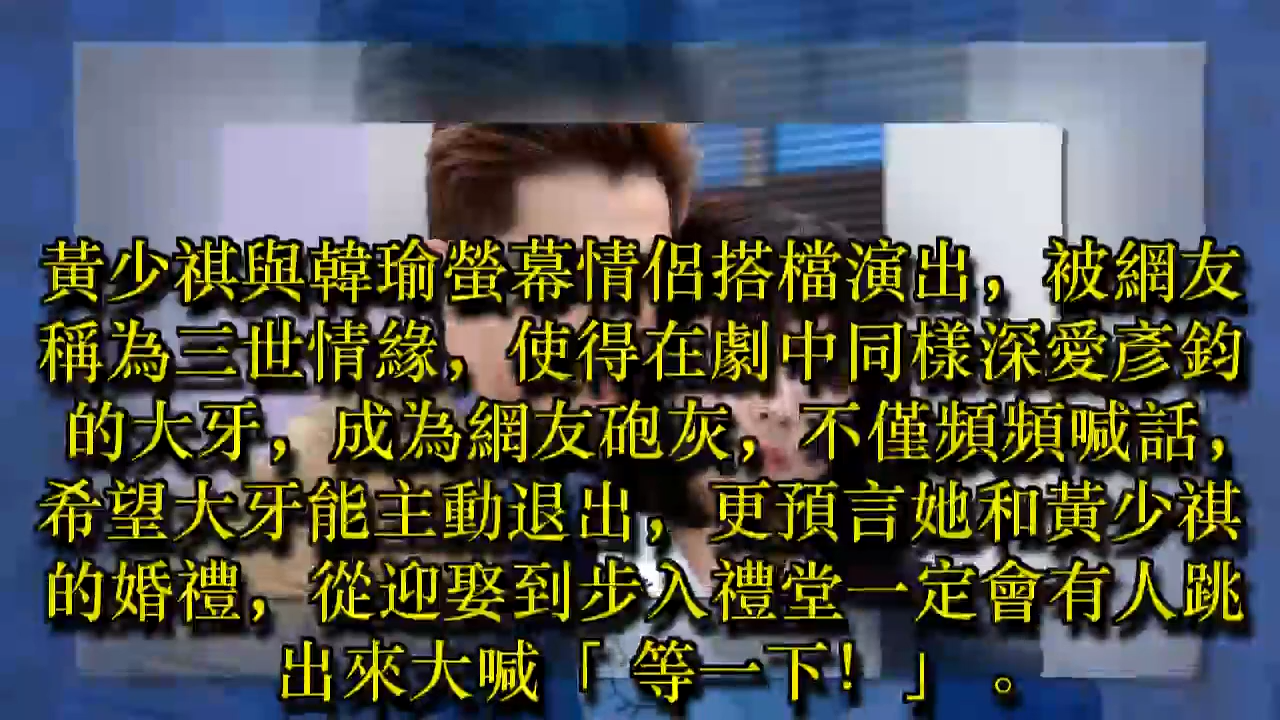 黃少祺與韓瑜螢幕情侶搭檔演出，被網友
稱為三世情緣，使得在劇中同樣深愛彥鈞
的大牙，成為網友砲灰，不僅頻頻喊話，
希望大牙能主動退出，更預言她和黃少祺
的婚禮，從迎娶到步入禮堂一定會有人跳
出來大喊「等一下！」。